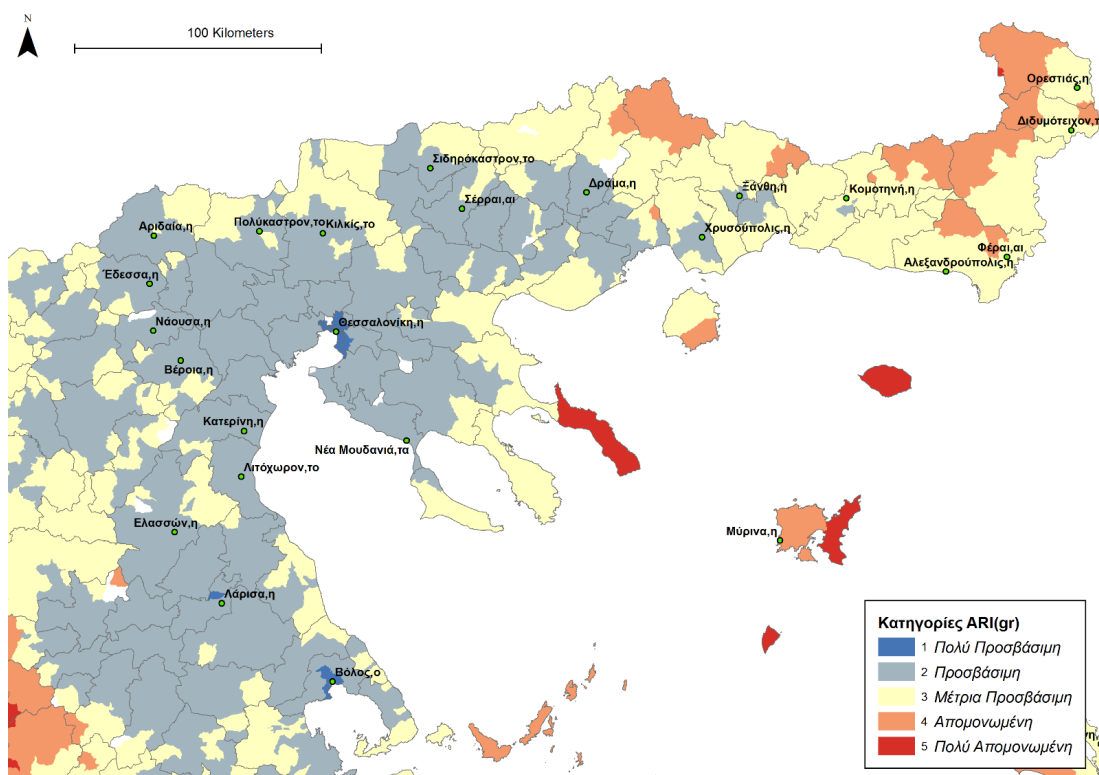 N
100 Kilometers
Ορεστιάς,η
Διδυμότειχον,τ
Σιδηρόκαστρον,το
Δράμα,η
Ξάνθη,η
Κομοτηνή,η
Σέρραι,αι
Αριδαία,η
Πολύκαστρον,το
Κιλκίς,το
Χρυσούπολις,η
Φέραι,αι
Αλεξανδρούπολις,η
Έδεσσα,η
Νάουσα,η
Θεσσαλονίκη,η
Βέροια,η
Κατερίνη,η
Νέα Μουδανιά,τα
Λιτόχωρον,το
Ελασσών,η
Μύρινα,η
Λάρισα,η
Βόλος,ο
Κατηγορίες ARI(gr)
1 Πολύ Προσβάσιμη
2 Προσβάσιμη
3 Μέτρια Προσβάσιμη
4 Απομονωμένη
5 Πολύ Απομονωμένη